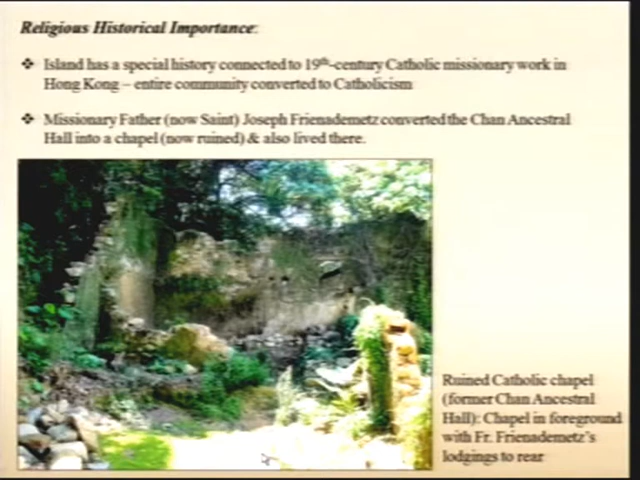 Religious Historical Importance:
❖ Island has a special history connected to 19th-century Catholic missionary work in
Hong Kong – entire community converted to Catholicism
❖ Missionary Father (now Saint) Joseph Frienademetz converted the Chan Ancestral
Hall into a chapel (now ruined) & also lived there.
Ruined Catholic chapel
(former Chan Ancestral
Hall): Chapel in foreground
with Fr. Frienademetz's
lodgings to rear